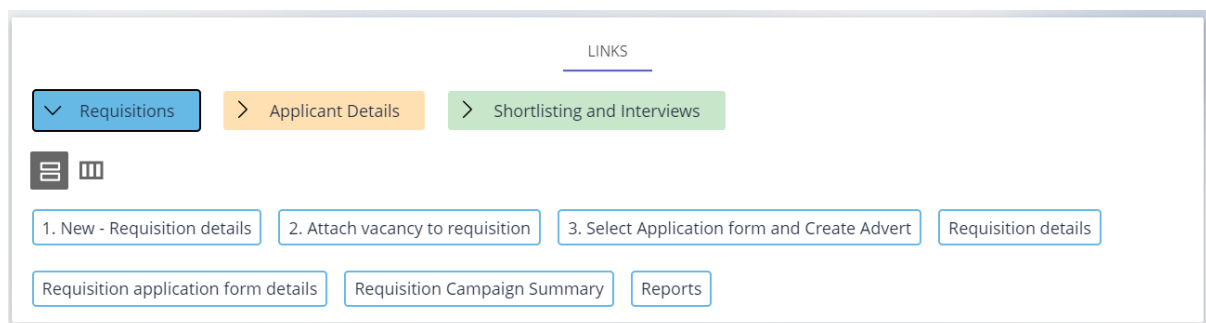 LINKS
Requisitions Applicant Details Shortlisting and Interviews
1. New - Requisition details 2. Attach vacancy to requisition 3. Select Application form and Create Advert Requisition details
Requisition application form details Requisition Campaign Summary Reports